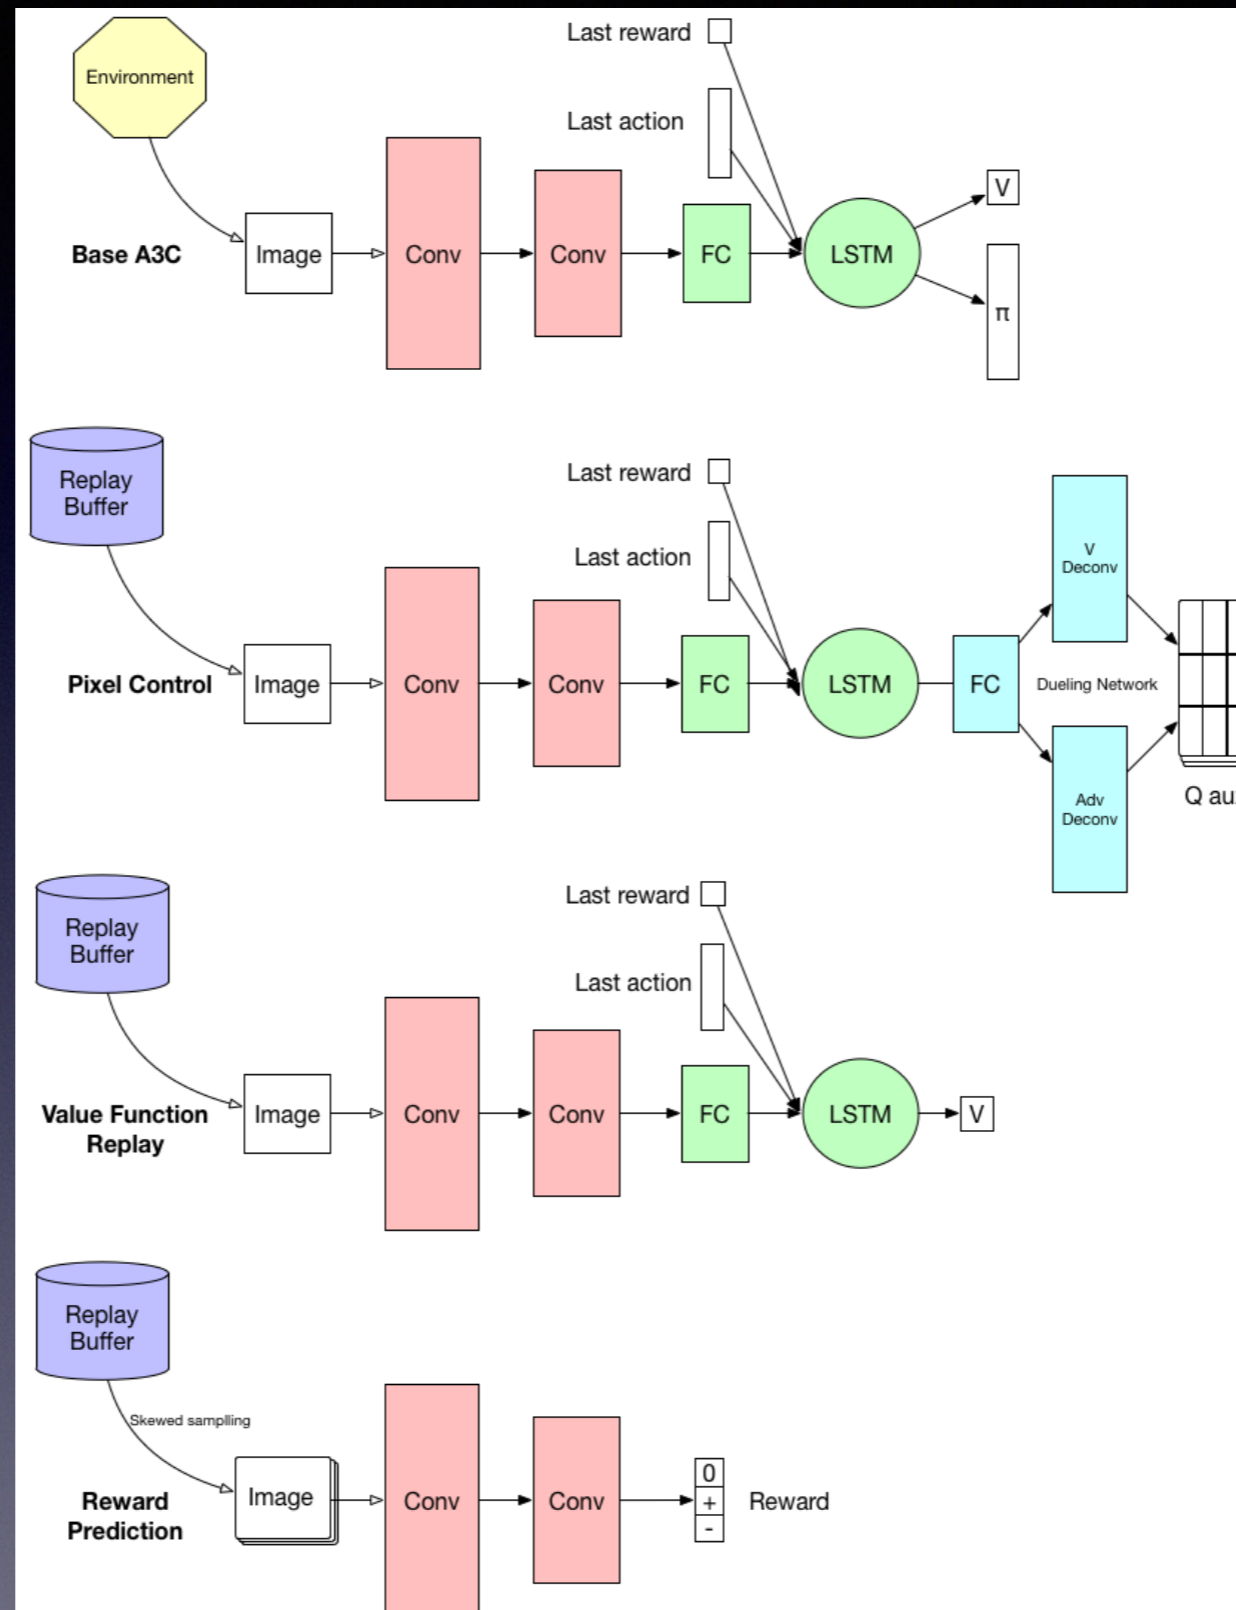 Last reward
Environment
Last action
V
Base A3C
Image
Conv
Conv
FC
LSTM
π
Replay
Buffer
Last reward
Last action
V
Deconv
Pixel Control
Image
Conv
Conv
FC
LSTM
FC
Dueling Network
Adv
Deconv
Q au
Replay
Buffer
Last reward
Last action
Value Function
Replay
Image
Conv
Conv
FC
LSTM
V
Replay
Buffer
Skewed samplling
Reward
Prediction
Image
Conv
Conv
0
+
-
Reward